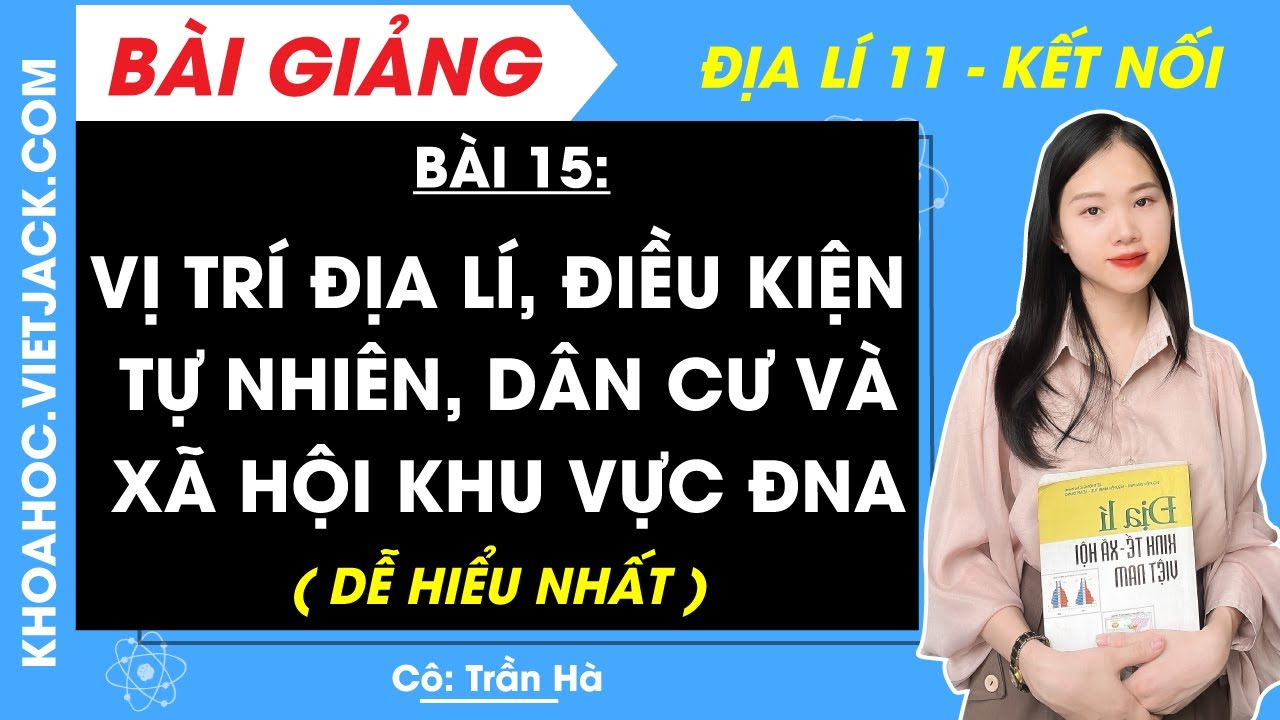 BÀI GIẢNG
ĐỊA LÍ 11 - KẾT NỐI
KHOAHOC.VIETJACK.COM
BÀI 15:
VỊ TRÍ ĐỊA LÍ, ĐIỀU KIỆN
TỰ NHIÊN, DÂN CƯ VÀ
XÃ HỘI KHU VỰC ĐNA
( DỄ HIỂU NHẤT )
Cô: Trần Hà
Địa lí
KINH TẾ - XÃ HỘI
VIỆT NAM